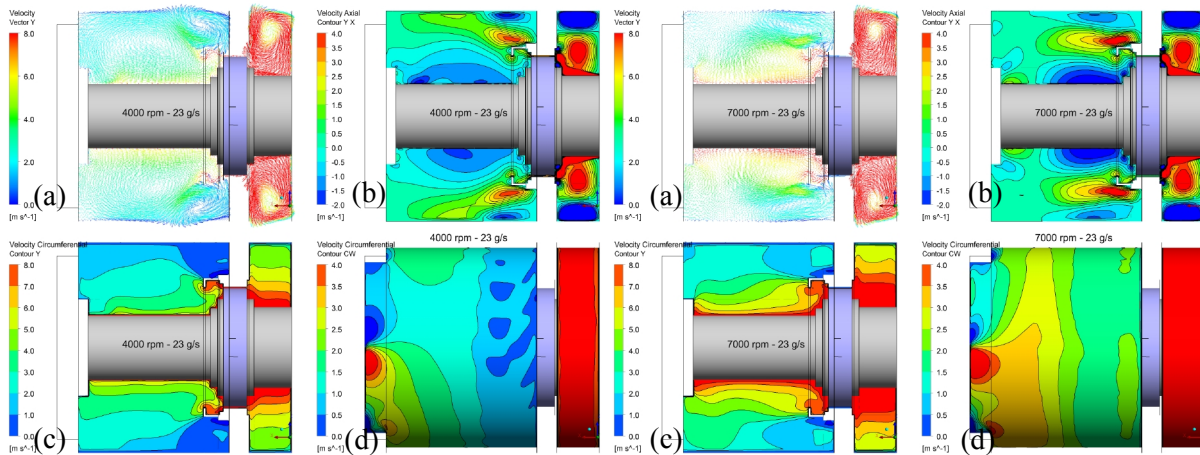 Velocity
Vector Y
8.0
6.0
4.0
2.0
0.0
[m s^-1]
4000 rpm - 23 g/s
(a)
Velocity Axial
Contour Y X
4.0
3.5
3.0
2.5
2.0
1.5
1.0
0.5
0.0
-0.5
-1.0
-1.5
-2.0
[m s^-1]
4000 rpm - 23 g/s
(b)
Velocity
Vector Y
8.0
6.0
4.0
2.0
0.0
[m s^-1]
7000 rpm - 23 g/s
(a)
Velocity Axial
Contour Y X
4.0
3.5
3.0
2.5
2.0
1.5
1.0
0.5
0.0
-0.5
-1.0
-1.5
-2.0
[m s^-1]
7000 rpm - 23 g/s
(b)
Velocity Circumferential
Contour Y
8.0
7.0
6.0
5.0
4.0
3.0
2.0
1.0
0.0
[m s^-1]
4000 rpm - 23 g/s
(c)
Velocity Circumferential
Contour CW
4.0
3.5
3.0
2.5
2.0
1.5
1.0
0.5
0.0
[m s^-1]
4000 rpm - 23 g/s
(d)
Velocity Circumferential
Contour Y
8.0
7.0
6.0
5.0
4.0
3.0
2.0
1.0
0.0
[m s^-1]
7000 rpm - 23 g/s
(c)
Velocity Circumferential
Contour CW
4.0
3.5
3.0
2.5
2.0
1.5
1.0
0.5
0.0
[m s^-1]
7000 rpm - 23 g/s
(d)